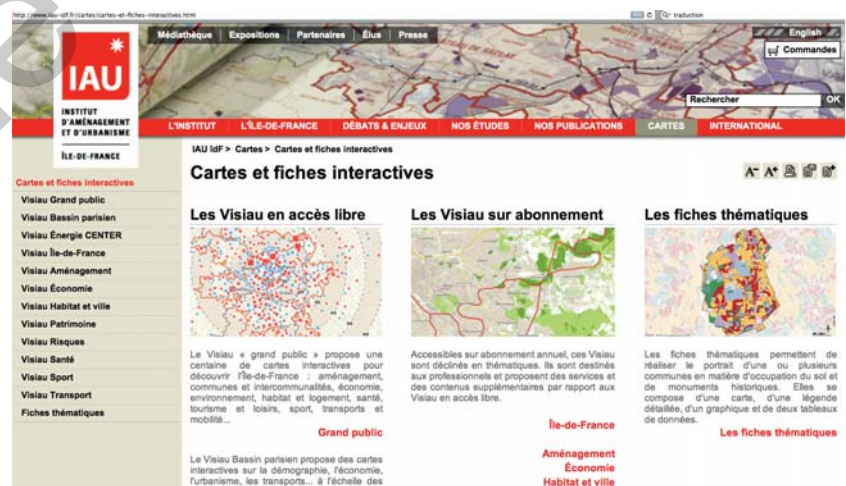 http://www.iau-idf.fr/cartes/cartes-et-fiches-interactives.html
traduction
Médiathèque Expositions Partenaires Élus Presse
English
Commandes
IAU
INSTITUT
D'AMÉNAGEMENT
ET D'URBANISME
ÎLE-DE-FRANCE
Rechercher OK
L'INSTITUT L'ÎLE-DE-FRANCE DÉBATS & ENJEUX NOS ÉTUDES NOS PUBLICATIONS CARTES INTERNATIONAL
IAU îdF > Cartes > Cartes et fiches interactives
Cartes et fiches interactives
A- A+
Cartes et fiches interactives
Visiau Grand public
Visiau Bassin parisien
Visiau Énergie CENTER
Visiau Île-de-France
Visiau Aménagement
Visiau Économie
Visiau Habitat et ville
Visiau Patrimoine
Visiau Risques
Visiau Santé
Visiau Sport
Visiau Transport
Fiches thématiques
Les Visiau en accès libre
Le Visiau « grand public » propose une
centaine de cartes interactives pour
découvrir l'Île-de-France : aménagement,
communes et intercommunalités, économie,
environnement, habitat et logement, santé,
tourisme et loisirs, sport, transports et
mobilité...
Grand public
Le Visiau Bassin parisien propose des cartes
interactives sur la démographie, l'économie,
l'urbanisme, les transports... à l'échelle des
Les Visiau sur abonnement
Accessibles sur abonnement annuel, ces Visiau
sont déclinés en thématiques. Ils sont destinés
aux professionnels et proposent des services et
des contenus supplémentaires par rapport aux
Visiau en accès libre.
Île-de-France
Aménagement
Économie
Habitat et ville
Les fiches thématiques
Les fiches thématiques permettent de
réaliser le portrait d'une ou plusieurs
communes en matière d'occupation du sol et
de monuments historiques. Elles se
compose d'une carte, d'une légende
détaillée, d'un graphique et de deux tableaux
de données.
Les fiches thématiques